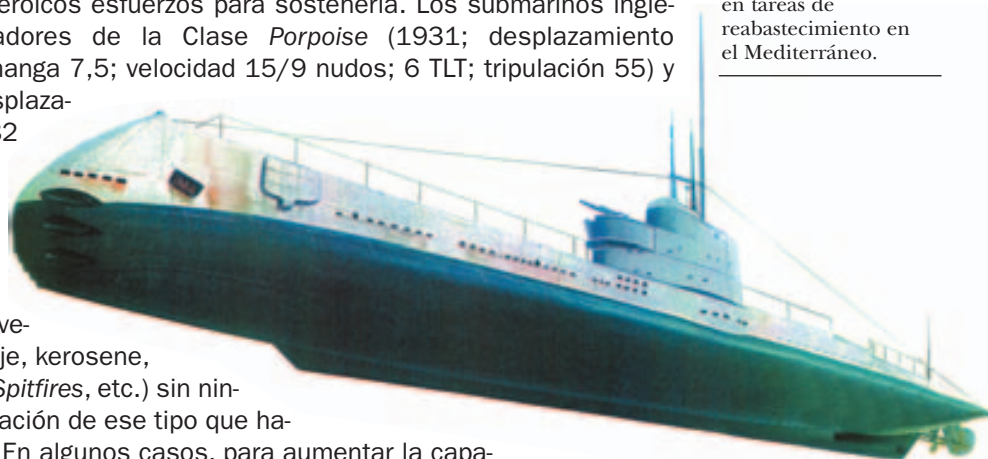 eroicos esfuerzos para sostenerla. Los submarinos ingle-
adores de la Clase Porpoise (1931; desplazamiento
manga 7,5; velocidad 15/9 nudos; 6 TLT; tripulación 55) y
splaza-
32
ve-
je, kerosene,
Spitfires, etc.) sin nin-
ación de ese tipo que ha-
En algunos casos, para aumentar la capa-
en tareas de
reabastecimiento en
el Mediterráneo.